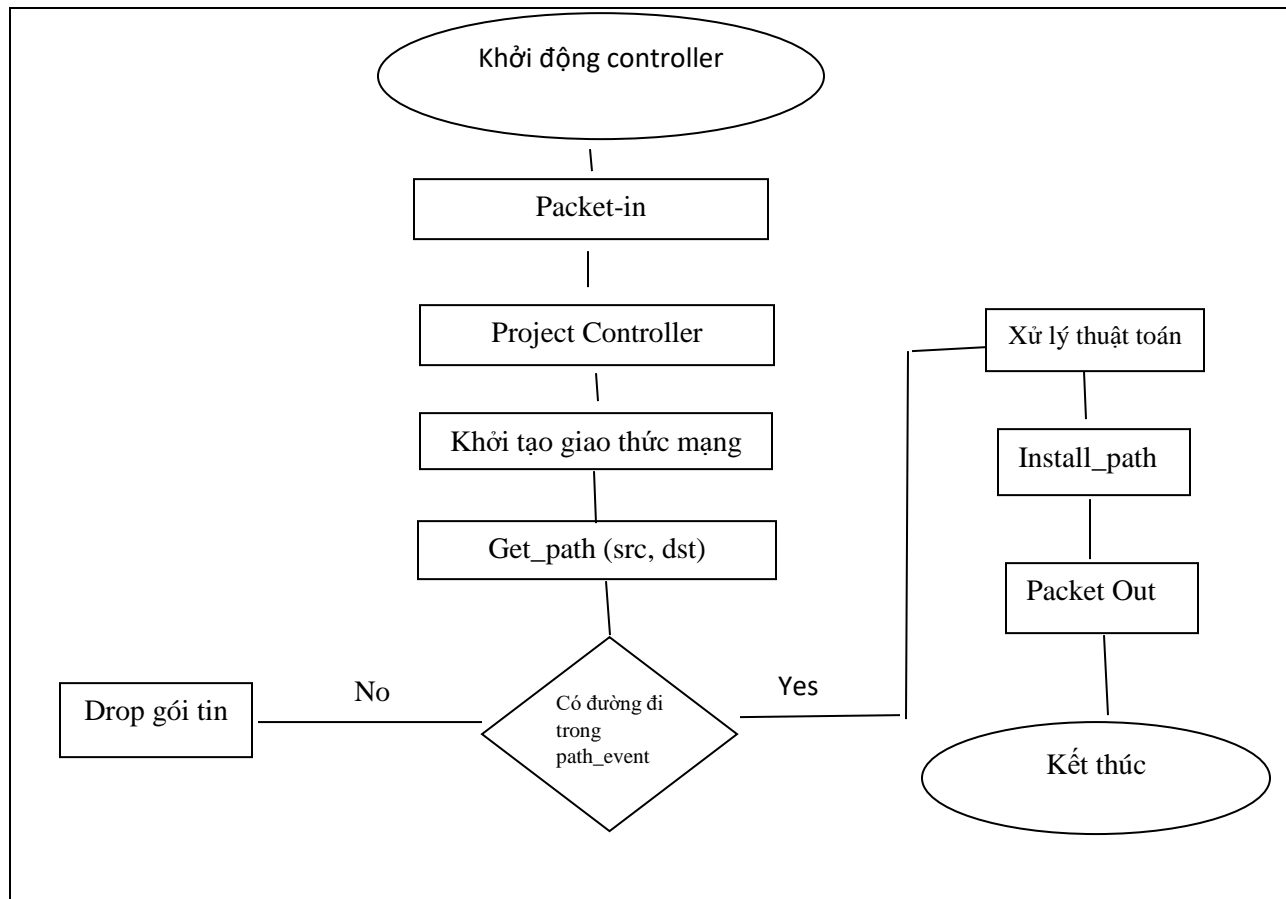 Khởi động controller
Packet-in
Project Controller
Khởi tạo giao thức mạng
Get_path (src, dst)
Có đường đi
trong
path_event
No
Drop gói tin
Yes
Xử lý thuật toán
Install_path
Packet Out
Kết thúc